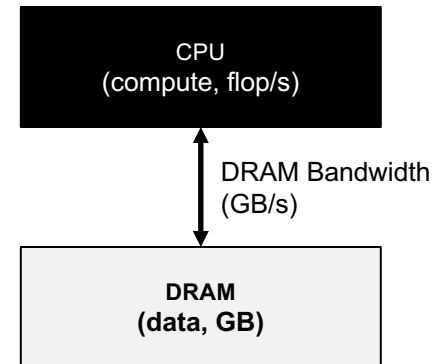 CPU
(compute, flop/s)
DRAM Bandwidth
(GB/s)
DRAM
(data, GB)